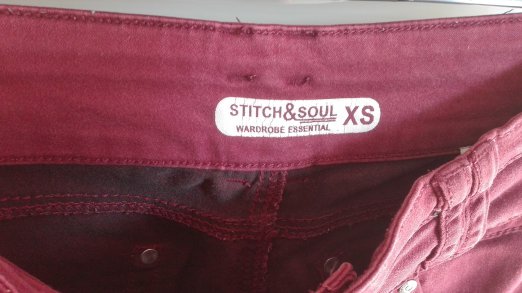 STITCH&SOUL XS
WARDROBE ESSENTIAL